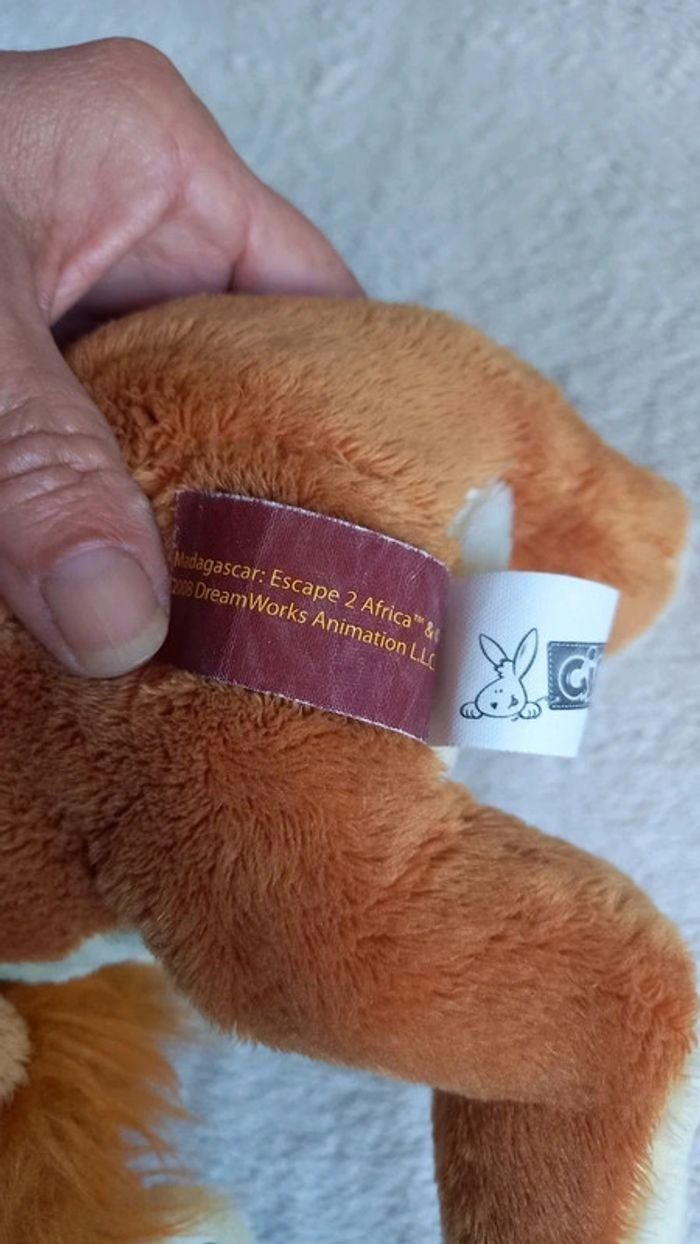 Madagascar: Escape 2 Africa™ &
2008 DreamWorks Animation L.L.C.